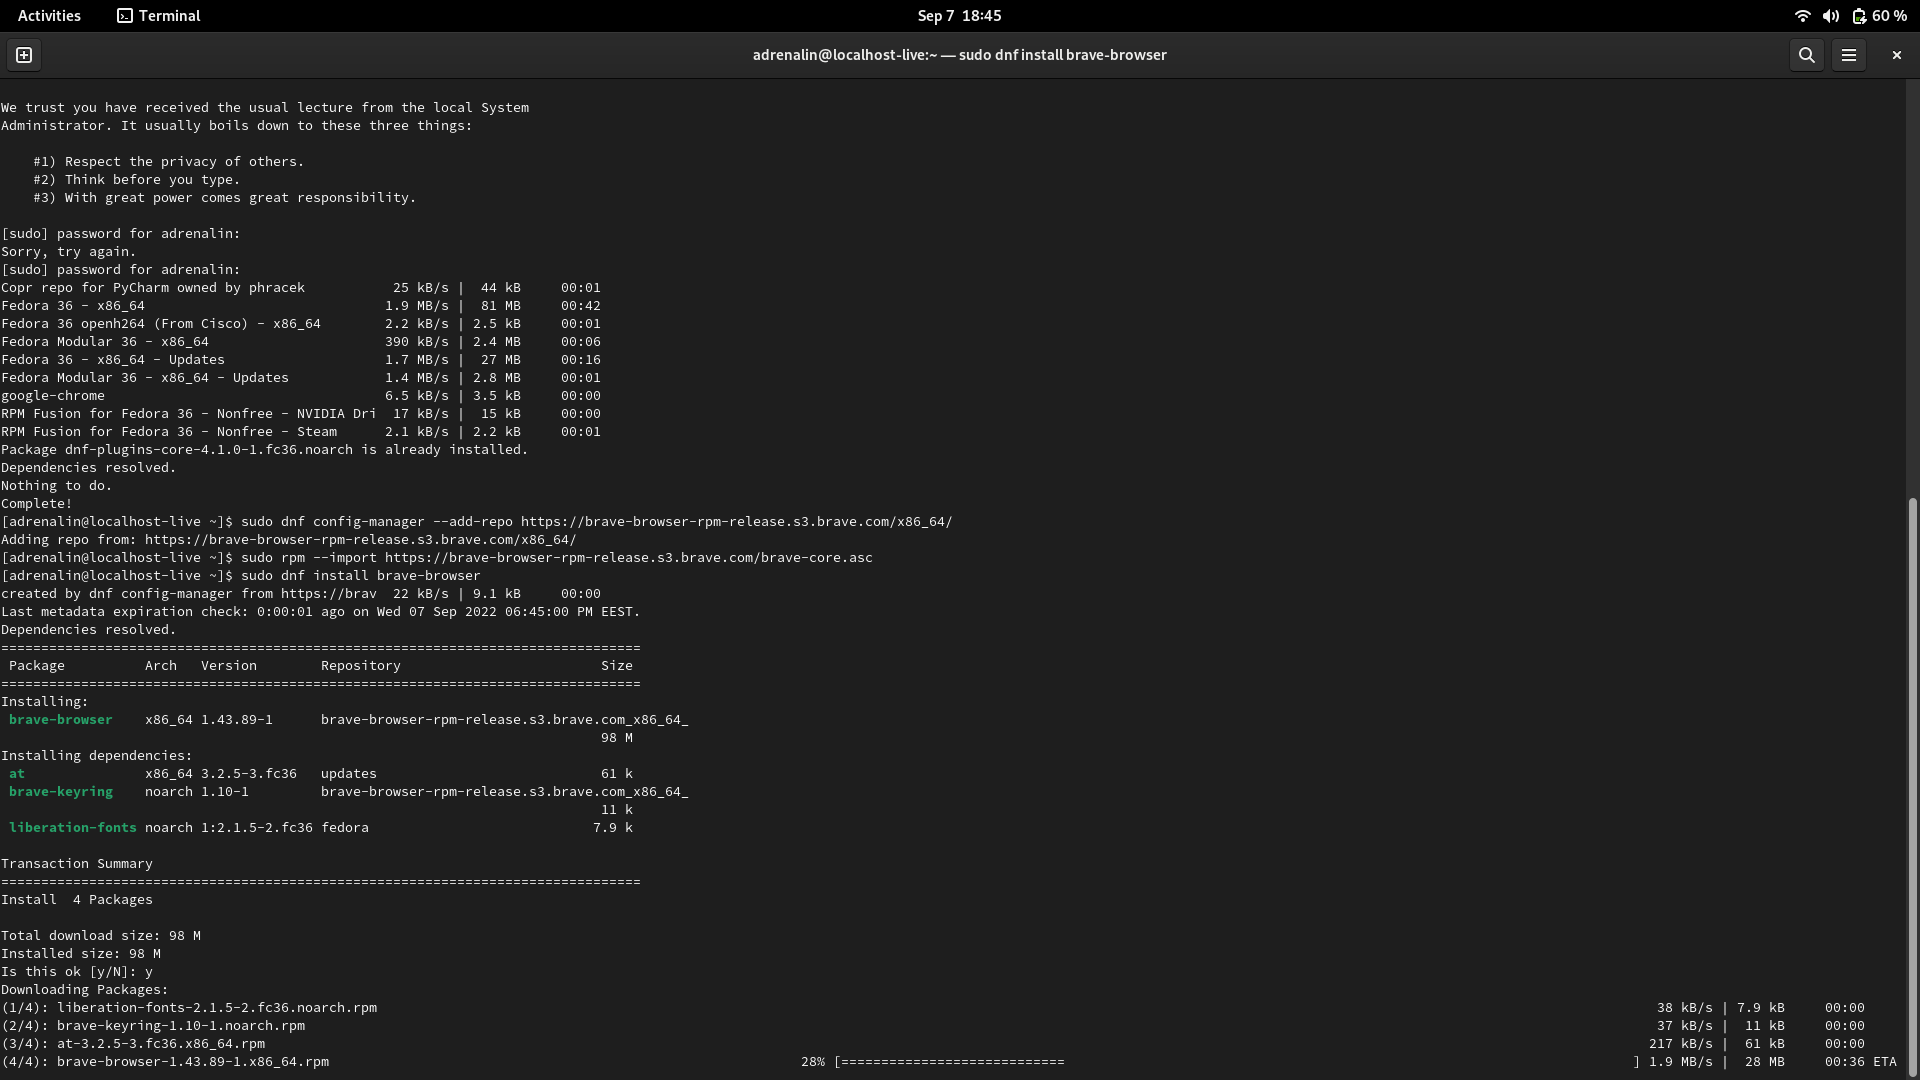 Activities Terminal Sep 7 18:45 60 %
adrenalin@localhost-live:~ — sudo dnf install brave-browser
We trust you have received the usual lecture from the local System
Administrator. It usually boils down to these three things:
#1) Respect the privacy of others.
#2) Think before you type.
#3) With great power comes great responsibility.
[sudo] password for adrenalin:
Sorry, try again.
[sudo] password for adrenalin:
Copr repo for PyCharm owned by phracek 25 kB/s | 44 kB 00:01
Fedora 36 - x86_64 1.9 MB/s | 81 MB 00:42
Fedora 36 openh264 (From Cisco) - x86_64 2.2 kB/s | 2.5 kB 00:01
Fedora Modular 36 - x86_64 390 kB/s | 2.4 MB 00:06
Fedora 36 - x86_64 - Updates 1.7 MB/s | 27 MB 00:16
Fedora Modular 36 - x86_64 - Updates 1.4 MB/s | 2.8 MB 00:01
google-chrome 6.5 kB/s | 3.5 kB 00:00
RPM Fusion for Fedora 36 - Nonfree - NVIDIA Dri 17 kB/s | 15 kB 00:00
RPM Fusion for Fedora 36 - Nonfree - Steam 2.1 kB/s | 2.2 kB 00:01
Package dnf-plugins-core-4.1.0-1.fc36.noarch is already installed.
Dependencies resolved.
Nothing to do.
Complete!
[adrenalin@localhost-live ~]$ sudo dnf config-manager --add-repo https://brave-browser-rpm-release.s3.brave.com/x86_64/
Adding repo from: https://brave-browser-rpm-release.s3.brave.com/x86_64/
[adrenalin@localhost-live ~]$ sudo rpm --import https://brave-browser-rpm-release.s3.brave.com/brave-core.asc
[adrenalin@localhost-live ~]$ sudo dnf install brave-browser
created by dnf config-manager from https://brav 22 kB/s | 9.1 kB 00:00
Last metadata expiration check: 0:00:01 ago on Wed 07 Sep 2022 06:45:00 PM EEST.
Dependencies resolved.
================================================================================
Package Arch Version Repository Size
================================================================================
Installing:
brave-browser x86_64 1.43.89-1 brave-browser-rpm-release.s3.brave.com_x86_64_
98 M
Installing dependencies:
at x86_64 3.2.5-3.fc36 updates 61 k
brave-keyring noarch 1.10-1 brave-browser-rpm-release.s3.brave.com_x86_64_
11 k
liberation-fonts noarch 1:2.1.5-2.fc36 fedora 7.9 k
Transaction Summary
================================================================================
Install 4 Packages
Total download size: 98 M
Installed size: 98 M
Is this ok [y/N]: y
Downloading Packages:
(1/4): liberation-fonts-2.1.5-2.fc36.noarch.rpm 38 kB/s | 7.9 kB 00:00
(2/4): brave-keyring-1.10-1.noarch.rpm 37 kB/s | 11 kB 00:00
(3/4): at-3.2.5-3.fc36.x86_64.rpm 217 kB/s | 61 kB 00:00
(4/4): brave-browser-1.43.89-1.x86_64.rpm 28% [============================ ] 1.9 MB/s | 28 MB 00:36 ETA